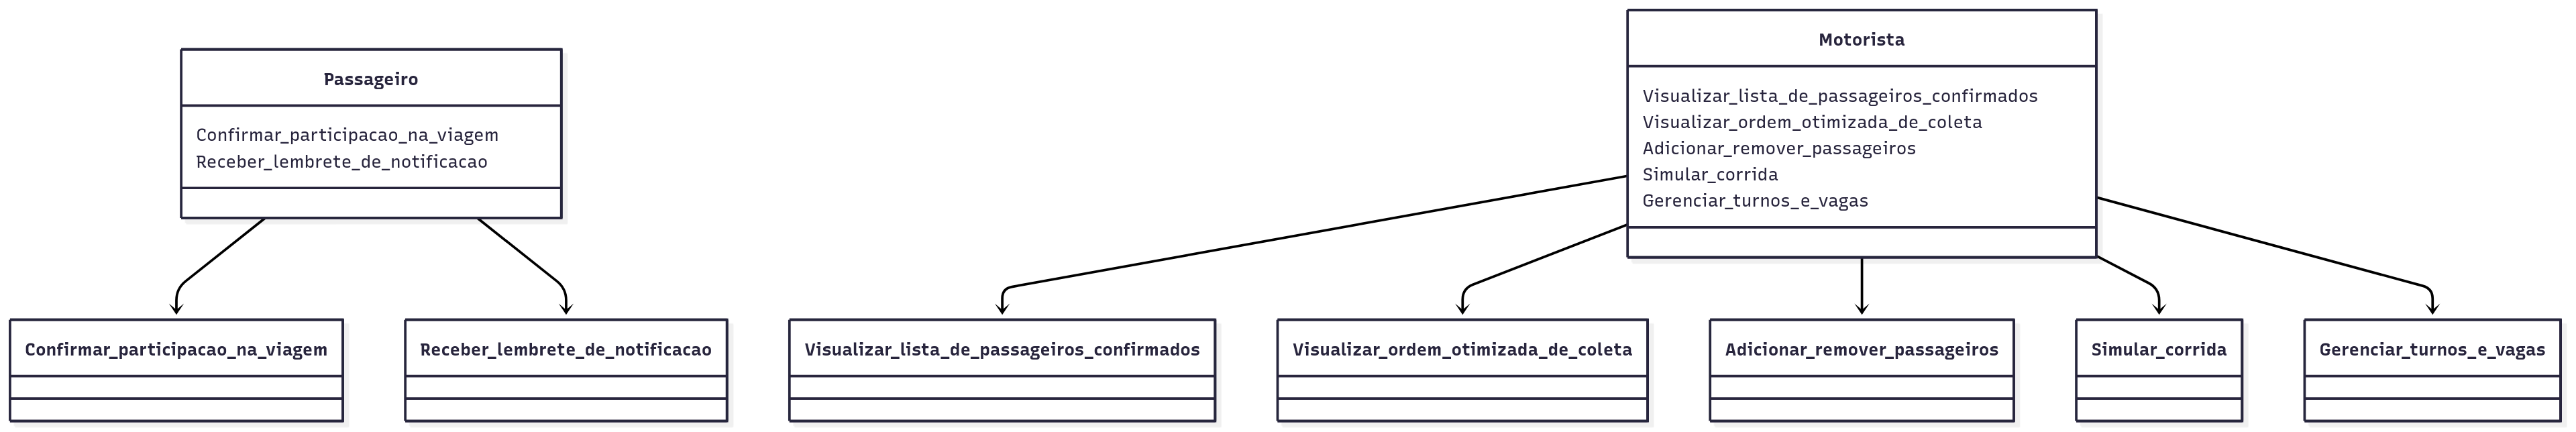 Passageiro
Confirmar_participacao_na_viagem
Receber_lembrete_de_notificacao
Motorista
Visualizar_lista_de_passageiros_confirmados
Visualizar_ordem_otimizada_de_coleta
Adicionar_remover_passageiros
Simular_corrida
Gerenciar_turnos_e_vagas
Confirmar_participacao_na_viagem
Receber_lembrete_de_notificacao
Visualizar_lista_de_passageiros_confirmados
Visualizar_ordem_otimizada_de_coleta
Adicionar_remover_passageiros
Simular_corrida
Gerenciar_turnos_e_vagas